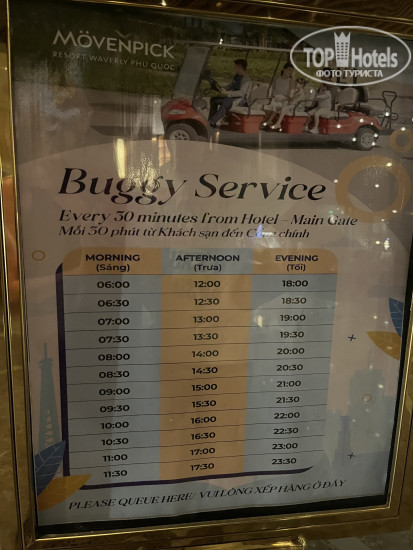 MÖVENPICK
RESORT WAVERLY PHU QUOC
TOPHotels
ФОТО ТУРИСТА
Buggy Service
Every 30 minutes from Hotel – Main Gate
Mỗi 30 phút từ Khách sạn đến Cổng chính
MORNING AFTERNOON EVENING
(Sáng) (Trưa) (Tối)
06:00 12:00 18:00
06:30 12:30 18:30
07:00 13:00 19:00
07:30 13:30 19:30
08:00 14:00 20:00
08:30 14:30 20:30
09:00 15:00 21:00
09:30 15:30 21:30
10:00 16:00 22:00
10:30 16:30 22:30
11:00 17:00 23:00
11:30 17:30 23:30
PLEASE QUEUE HERE/ VUI LÒNG XẾP HÀNG Ở ĐÂY